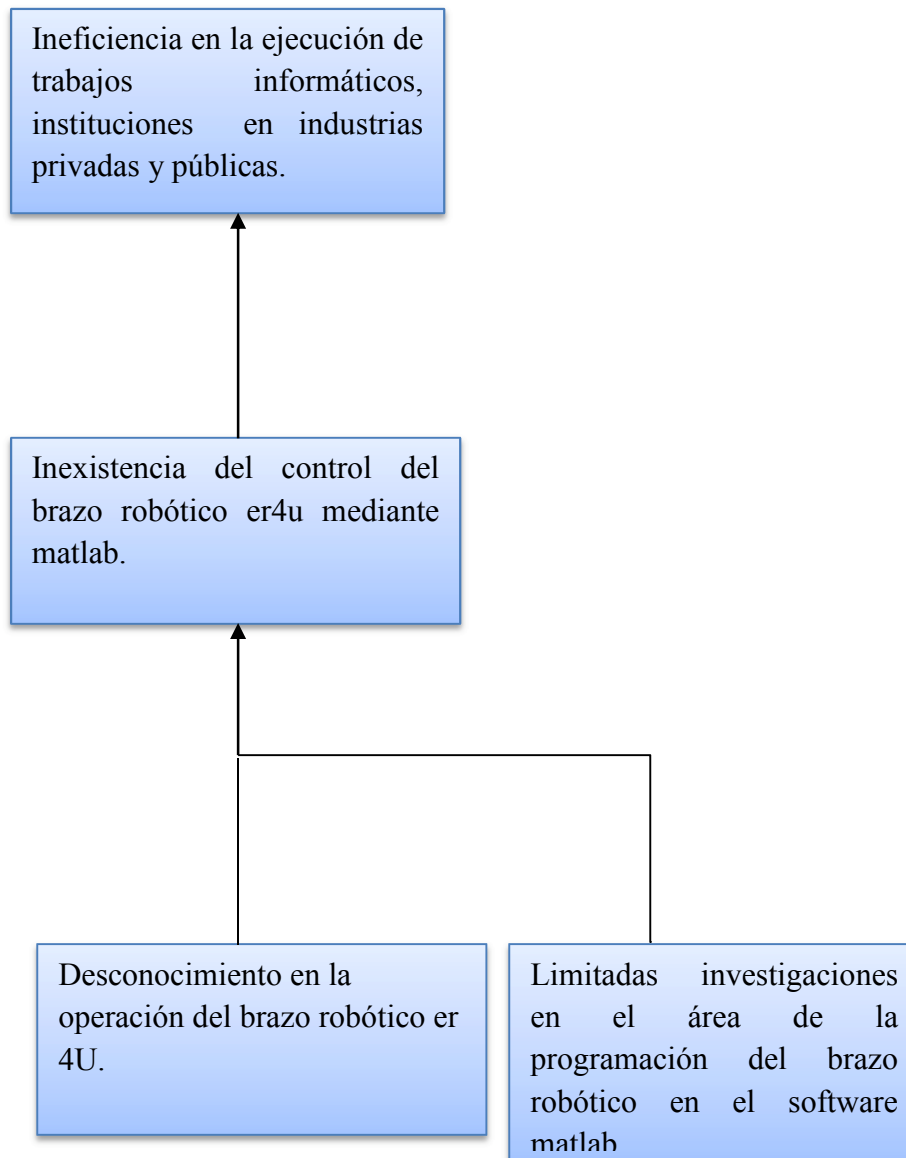 Ineficiencia en la ejecución de
trabajos informáticos,
instituciones en industrias
privadas y públicas.
Inexistencia del control del
brazo robótico er4u mediante
matlab.
Desconocimiento en la
operación del brazo robótico er
4U.
Limitadas investigaciones
en el área de la
programación del brazo
robótico en el software
matlab